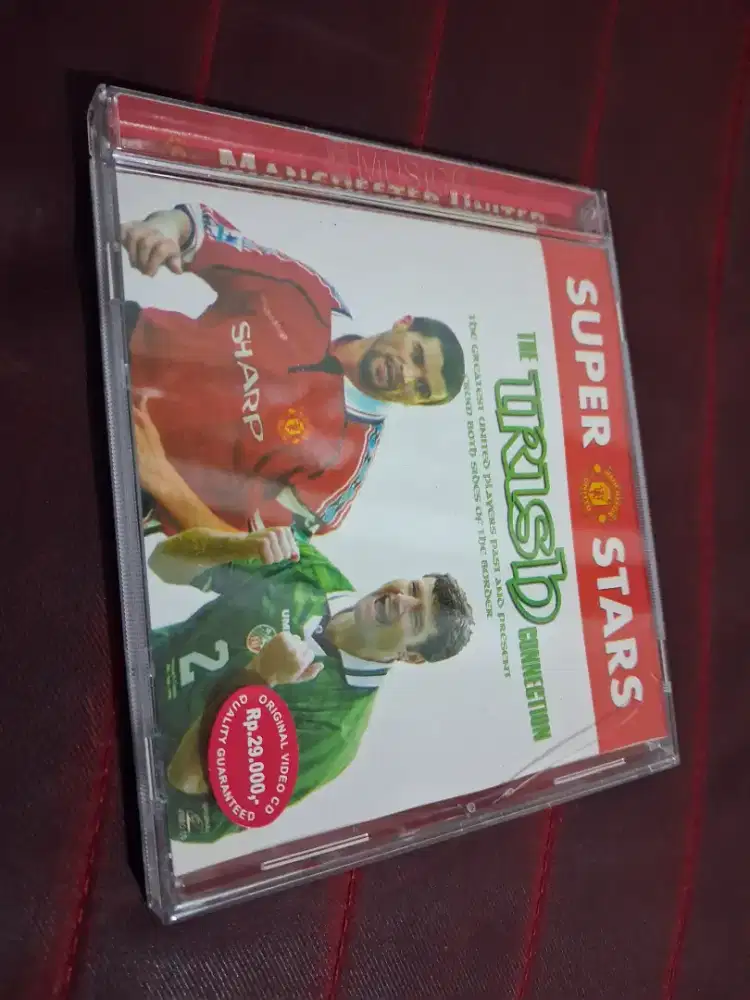 MANCHESTER UNITED
SUPER STARS
THE IRISH CONNECTION
THE GREATEST UNITED PLAYERS PAST AND PRESENT
FROM BOTH SIDES OF THE BORDER
SHARP
UM
2
ORIGINAL VIDEO CD
Rp.29.000,-
QUALITY GUARANTEED